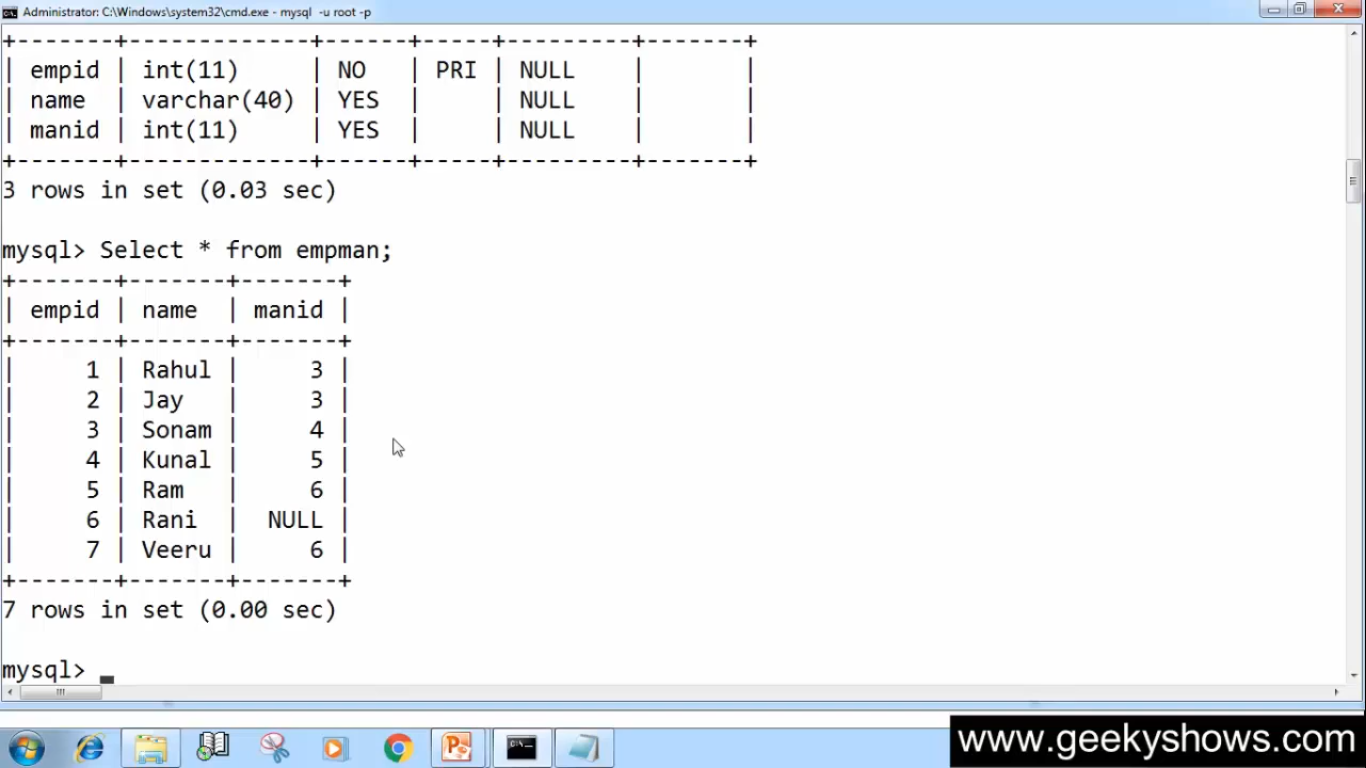 Administrator: C:\Windows\system32\cmd.exe - mysql  -u root -p
+-------+-------------+------+-----+---------+-------+
| empid | int(11)     | NO   | PRI | NULL    |       |
| name  | varchar(40) | YES  |     | NULL    |       |
| manid | int(11)     | YES  |     | NULL    |       |
+-------+-------------+------+-----+---------+-------+
3 rows in set (0.03 sec)
mysql> Select * from empman;
+-------+-------+-------+
| empid | name  | manid |
+-------+-------+-------+
|     1 | Rahul |     3 |
|     2 | Jay   |     3 |
|     3 | Sonam |     4 |
|     4 | Kunal |     5 |
|     5 | Ram   |     6 |
|     6 | Rani  |  NULL |
|     7 | Veeru |     6 |
+-------+-------+-------+
7 rows in set (0.00 sec)
mysql> _
www.geekyshows.com